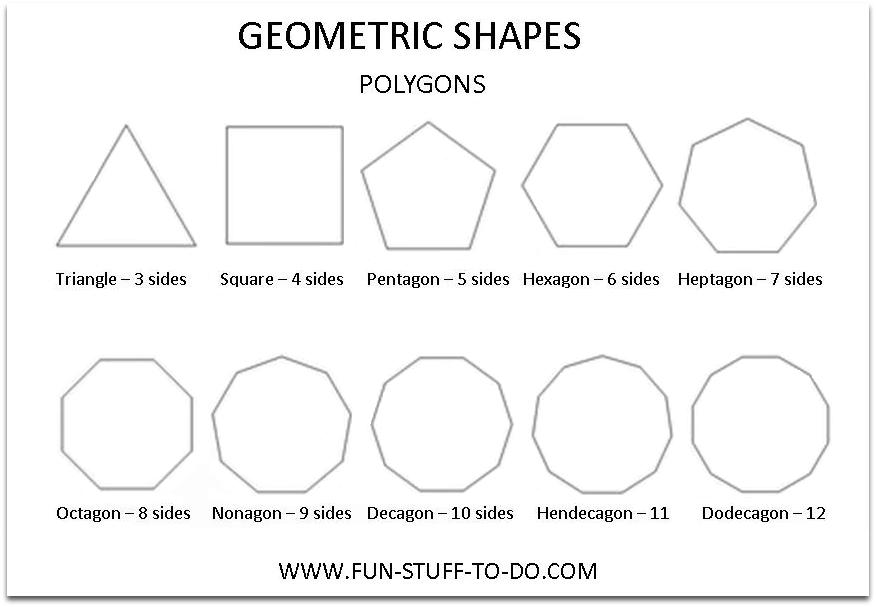 GEOMETRIC SHAPES
POLYGONS
Triangle – 3 sides
Square – 4 sides
Pentagon – 5 sides
Hexagon – 6 sides
Heptagon – 7 sides
Octagon – 8 sides
Nonagon – 9 sides
Decagon – 10 sides
Hendecagon – 11
Dodecagon – 12
WWW.FUN-STUFF-TO-DO.COM